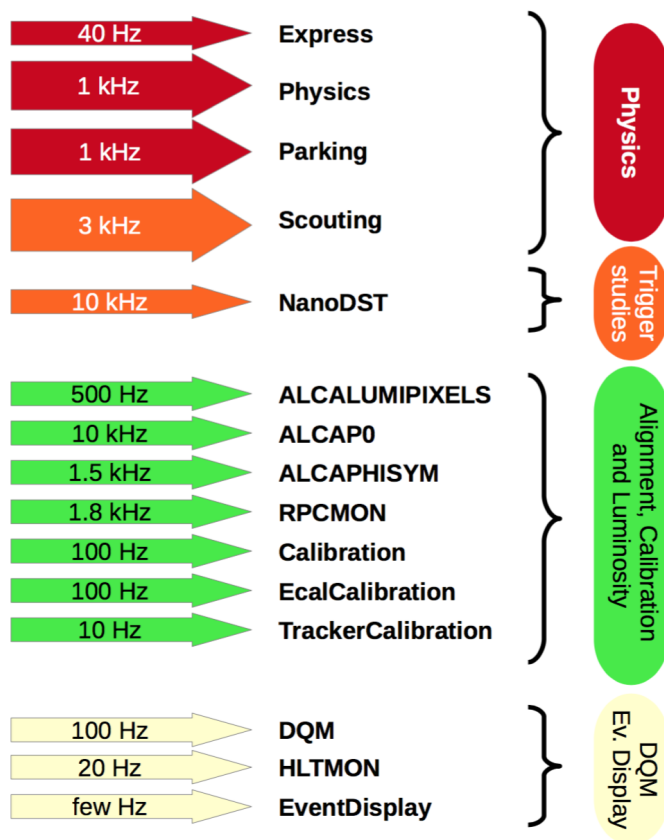 40 Hz Express
1 kHz Physics
1 kHz Parking
3 kHz Scouting
Physics
10 kHz NanoDST
Trigger
studies
500 Hz ALCALUMIPIXELS
10 kHz ALCAP0
1.5 kHz ALCAPHISYM
1.8 kHz RPCMON
100 Hz Calibration
100 Hz EcalCalibration
10 Hz TrackerCalibration
Alignment, Calibration
and Luminosity
100 Hz DQM
20 Hz HLTMON
few Hz EventDisplay
DQM
Ev. Display